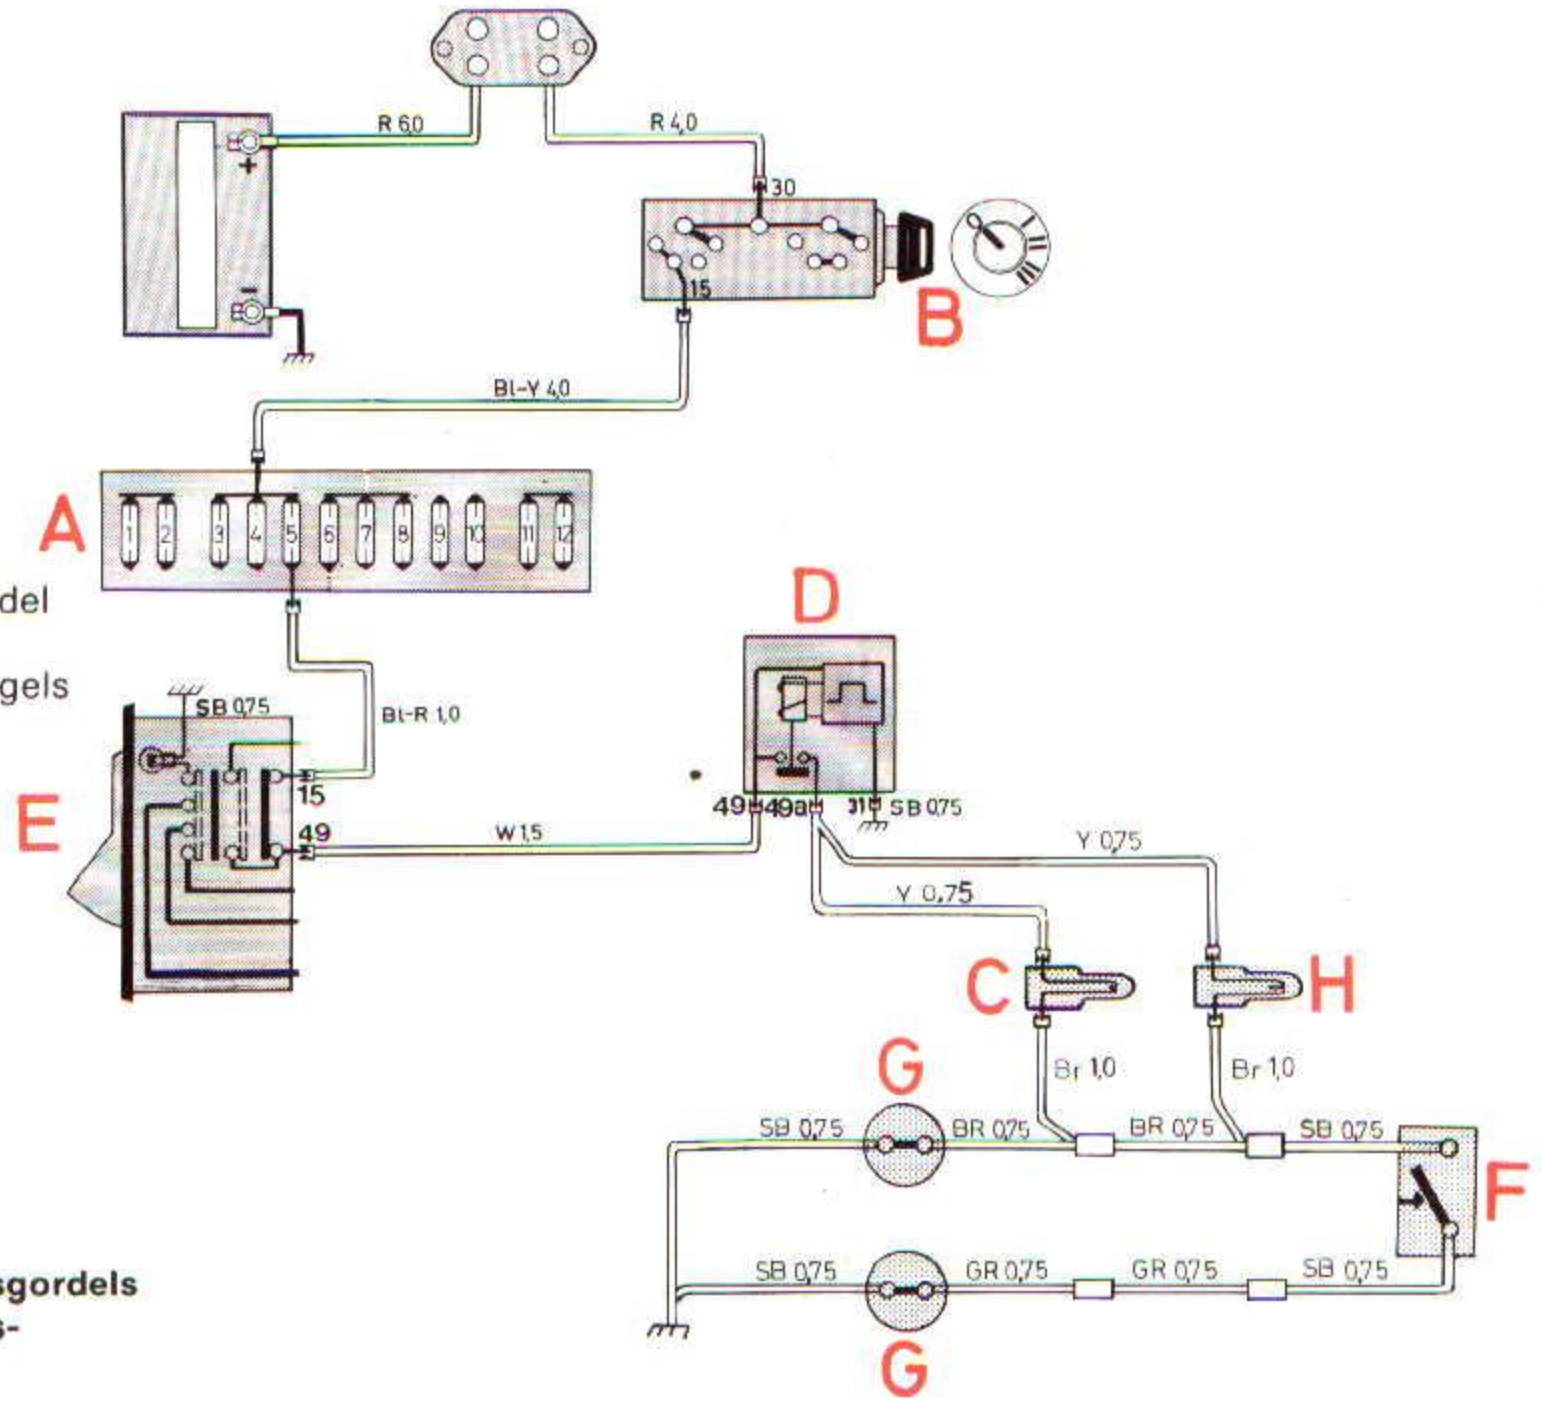 R 6,0
R 4,0
+
30
–
15
B
Bl-Y 4,0
A
1 2 3 4 5 6 7 8 9 10 11 12
del
gels
D
SB 0,75
Bl-R 1,0
E
15
49
W 1,5
49 49a 31 SB 0,75
Y 0,75
Y 0,75
C
H
Br 1,0
Br 1,0
G
SB 0,75
BR 0,75
BR 0,75
SB 0,75
F
SB 0,75
GR 0,75
GR 0,75
SB 0,75
G
sgordels
s-